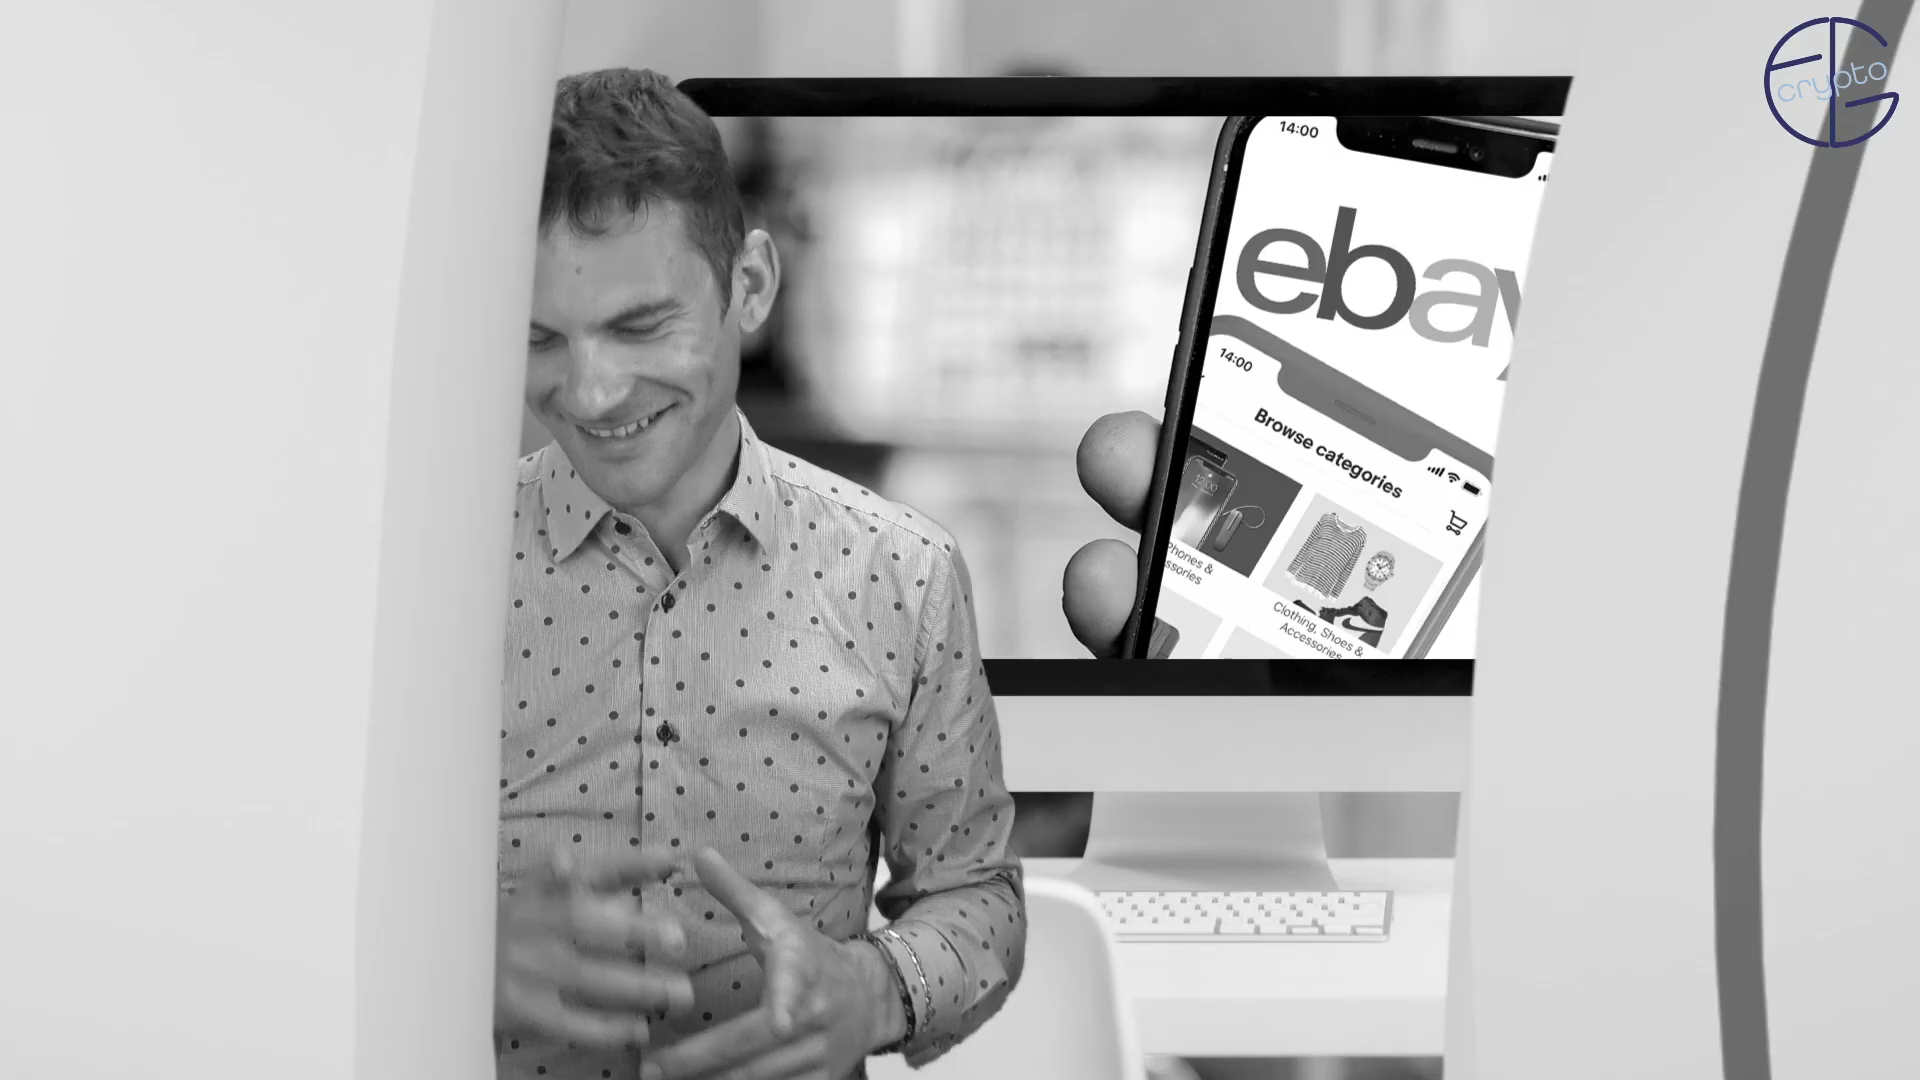 crypto
14:00
ebay
14:00
Browse categories
Phones &
ssories
Clothing, Shoes &
Accessories